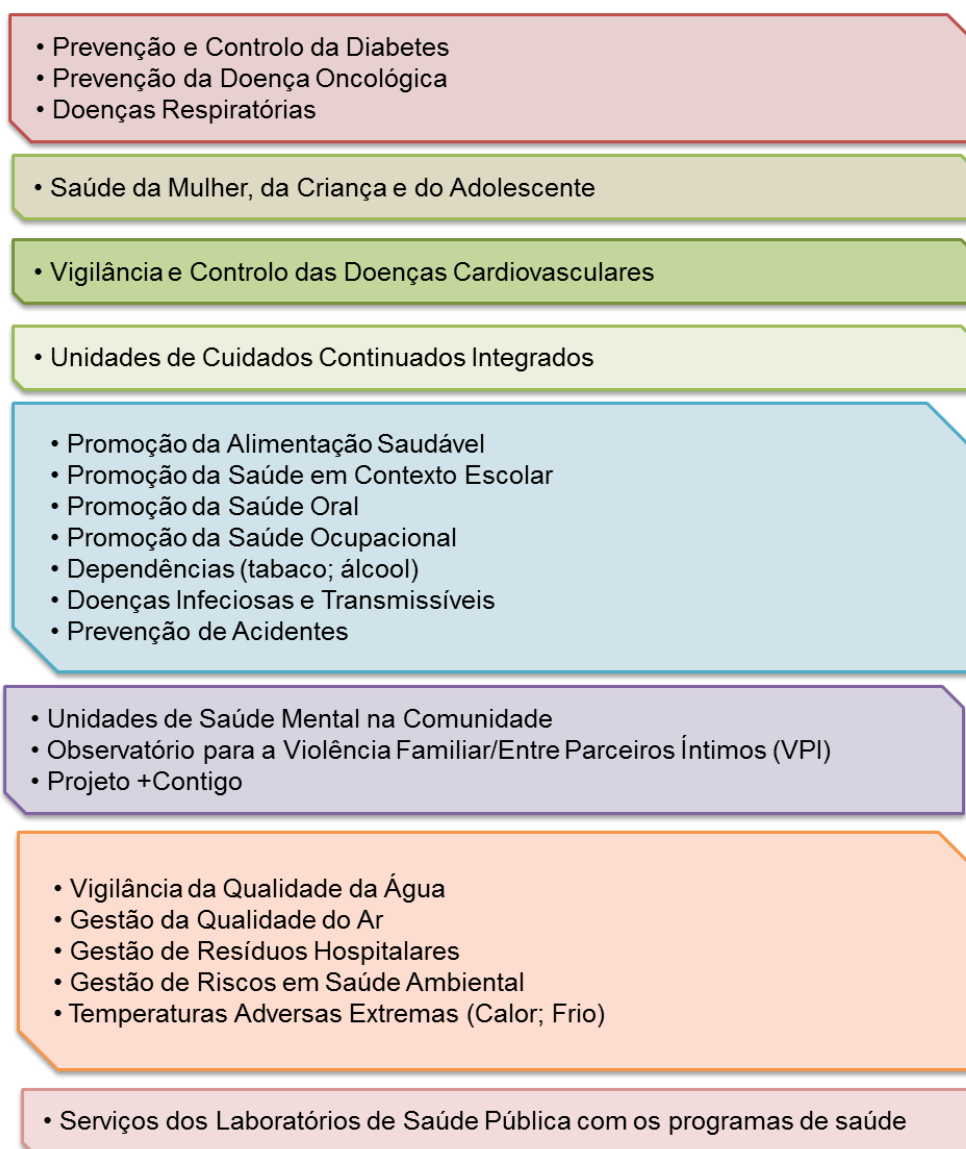 • Prevenção e Controlo da Diabetes
• Prevenção da Doença Oncológica
• Doenças Respiratórias
• Saúde da Mulher, da Criança e do Adolescente
• Vigilância e Controlo das Doenças Cardiovasculares
• Unidades de Cuidados Continuados Integrados
• Promoção da Alimentação Saudável
• Promoção da Saúde em Contexto Escolar
• Promoção da Saúde Oral
• Promoção da Saúde Ocupacional
• Dependências (tabaco; álcool)
• Doenças Infeciosas e Transmissíveis
• Prevenção de Acidentes
• Unidades de Saúde Mental na Comunidade
• Observatório para a Violência Familiar/Entre Parceiros Íntimos (VPI)
• Projeto +Contigo
• Vigilância da Qualidade da Água
• Gestão da Qualidade do Ar
• Gestão de Resíduos Hospitalares
• Gestão de Riscos em Saúde Ambiental
• Temperaturas Adversas Extremas (Calor; Frio)
• Serviços dos Laboratórios de Saúde Pública com os programas de saúde